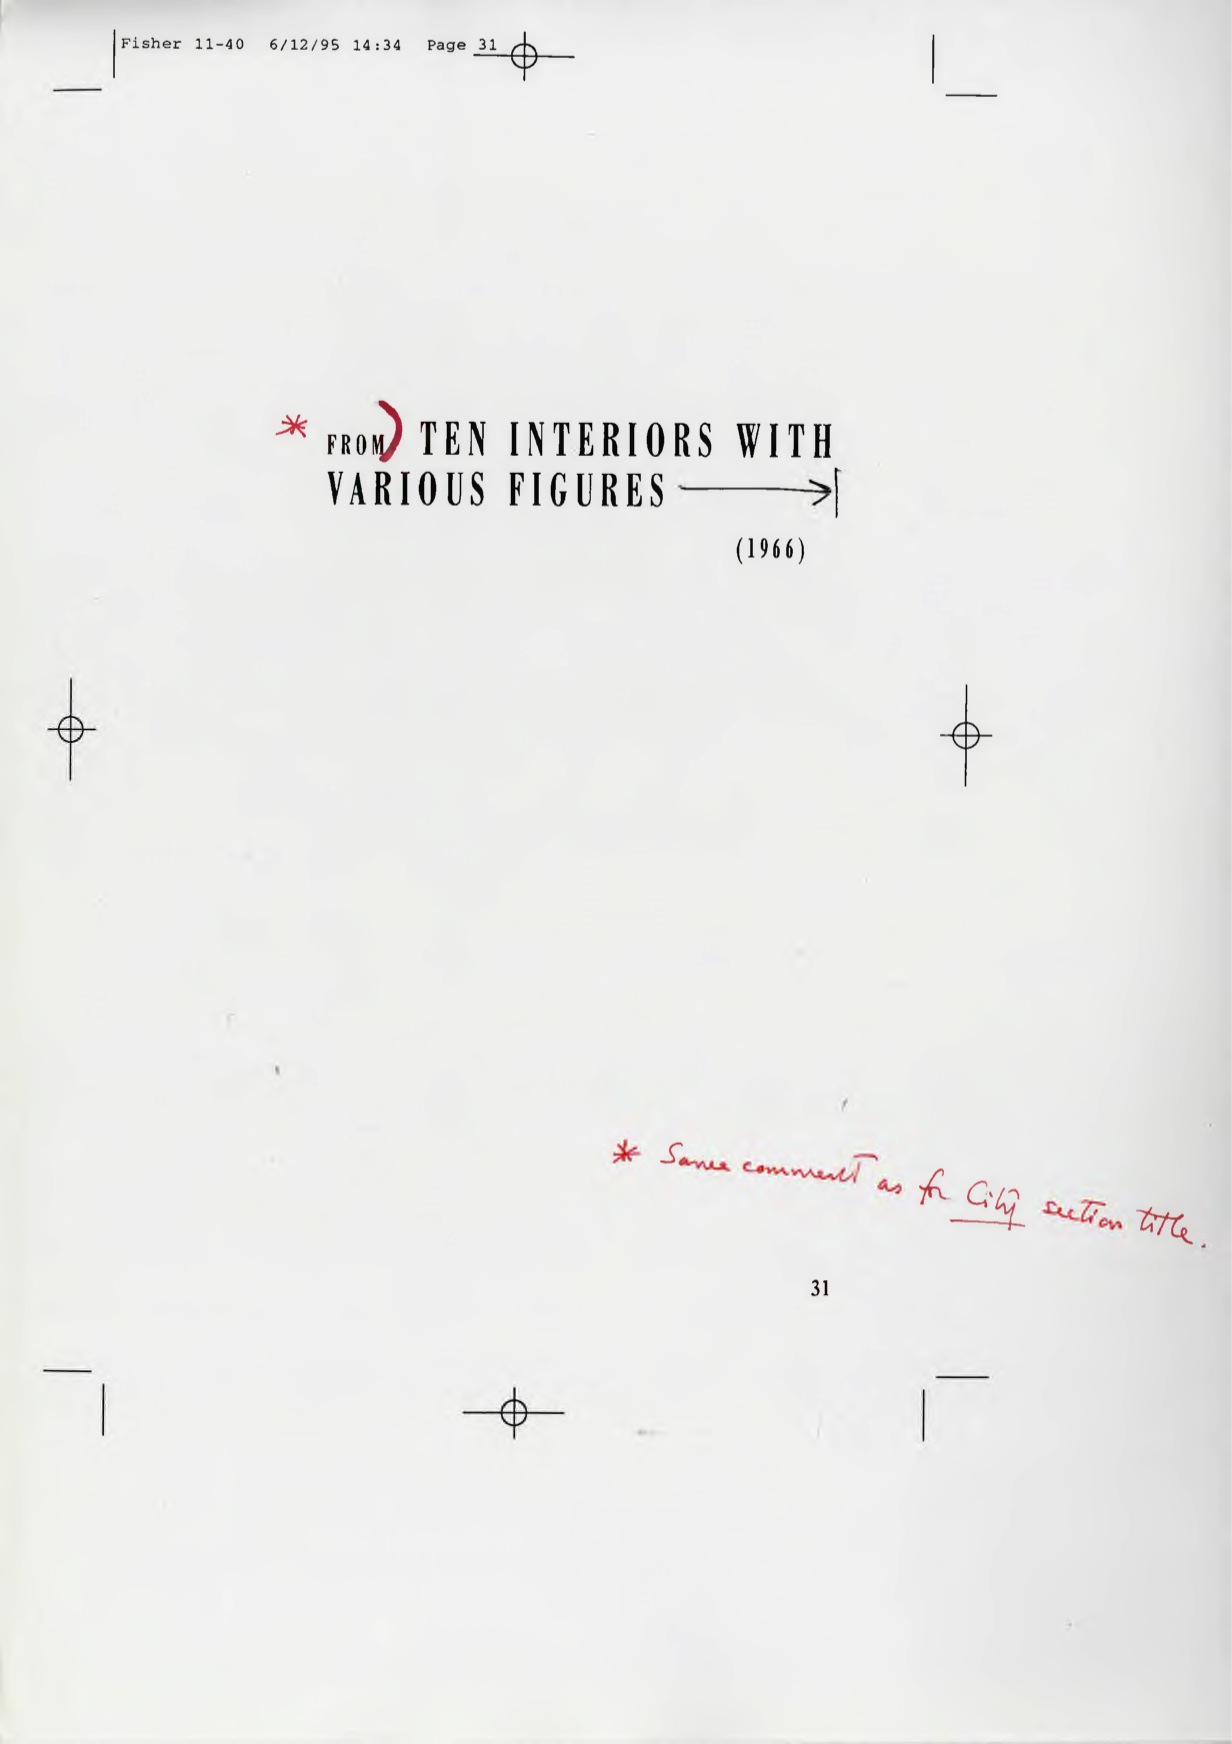 Fisher 11-40 6/12/95 14:34 Page 31
* FROM) TEN INTERIORS WITH
VARIOUS FIGURES
(1966)
* Same comment as for City section title.
31